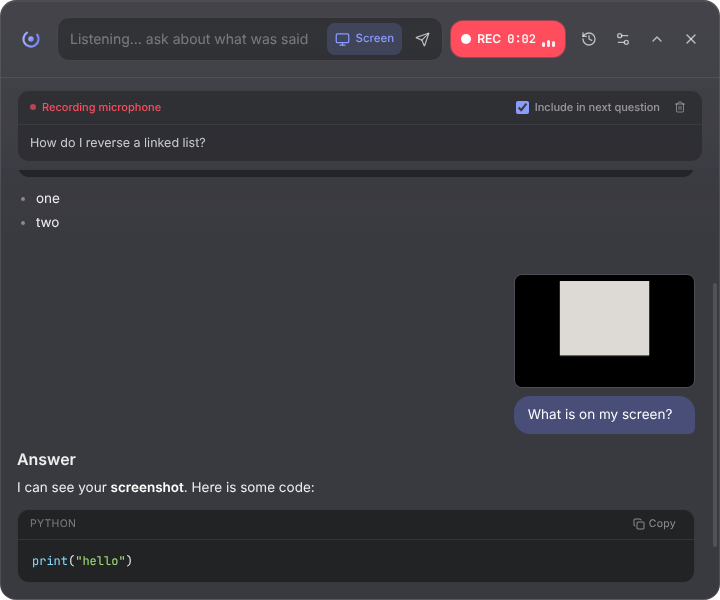 Listening... ask about what was said
Screen
REC 0:02
Recording microphone
Include in next question
How do I reverse a linked list?
one
two
What is on my screen?
Answer
I can see your screenshot. Here is some code:
PYTHON
Copy
print("hello")